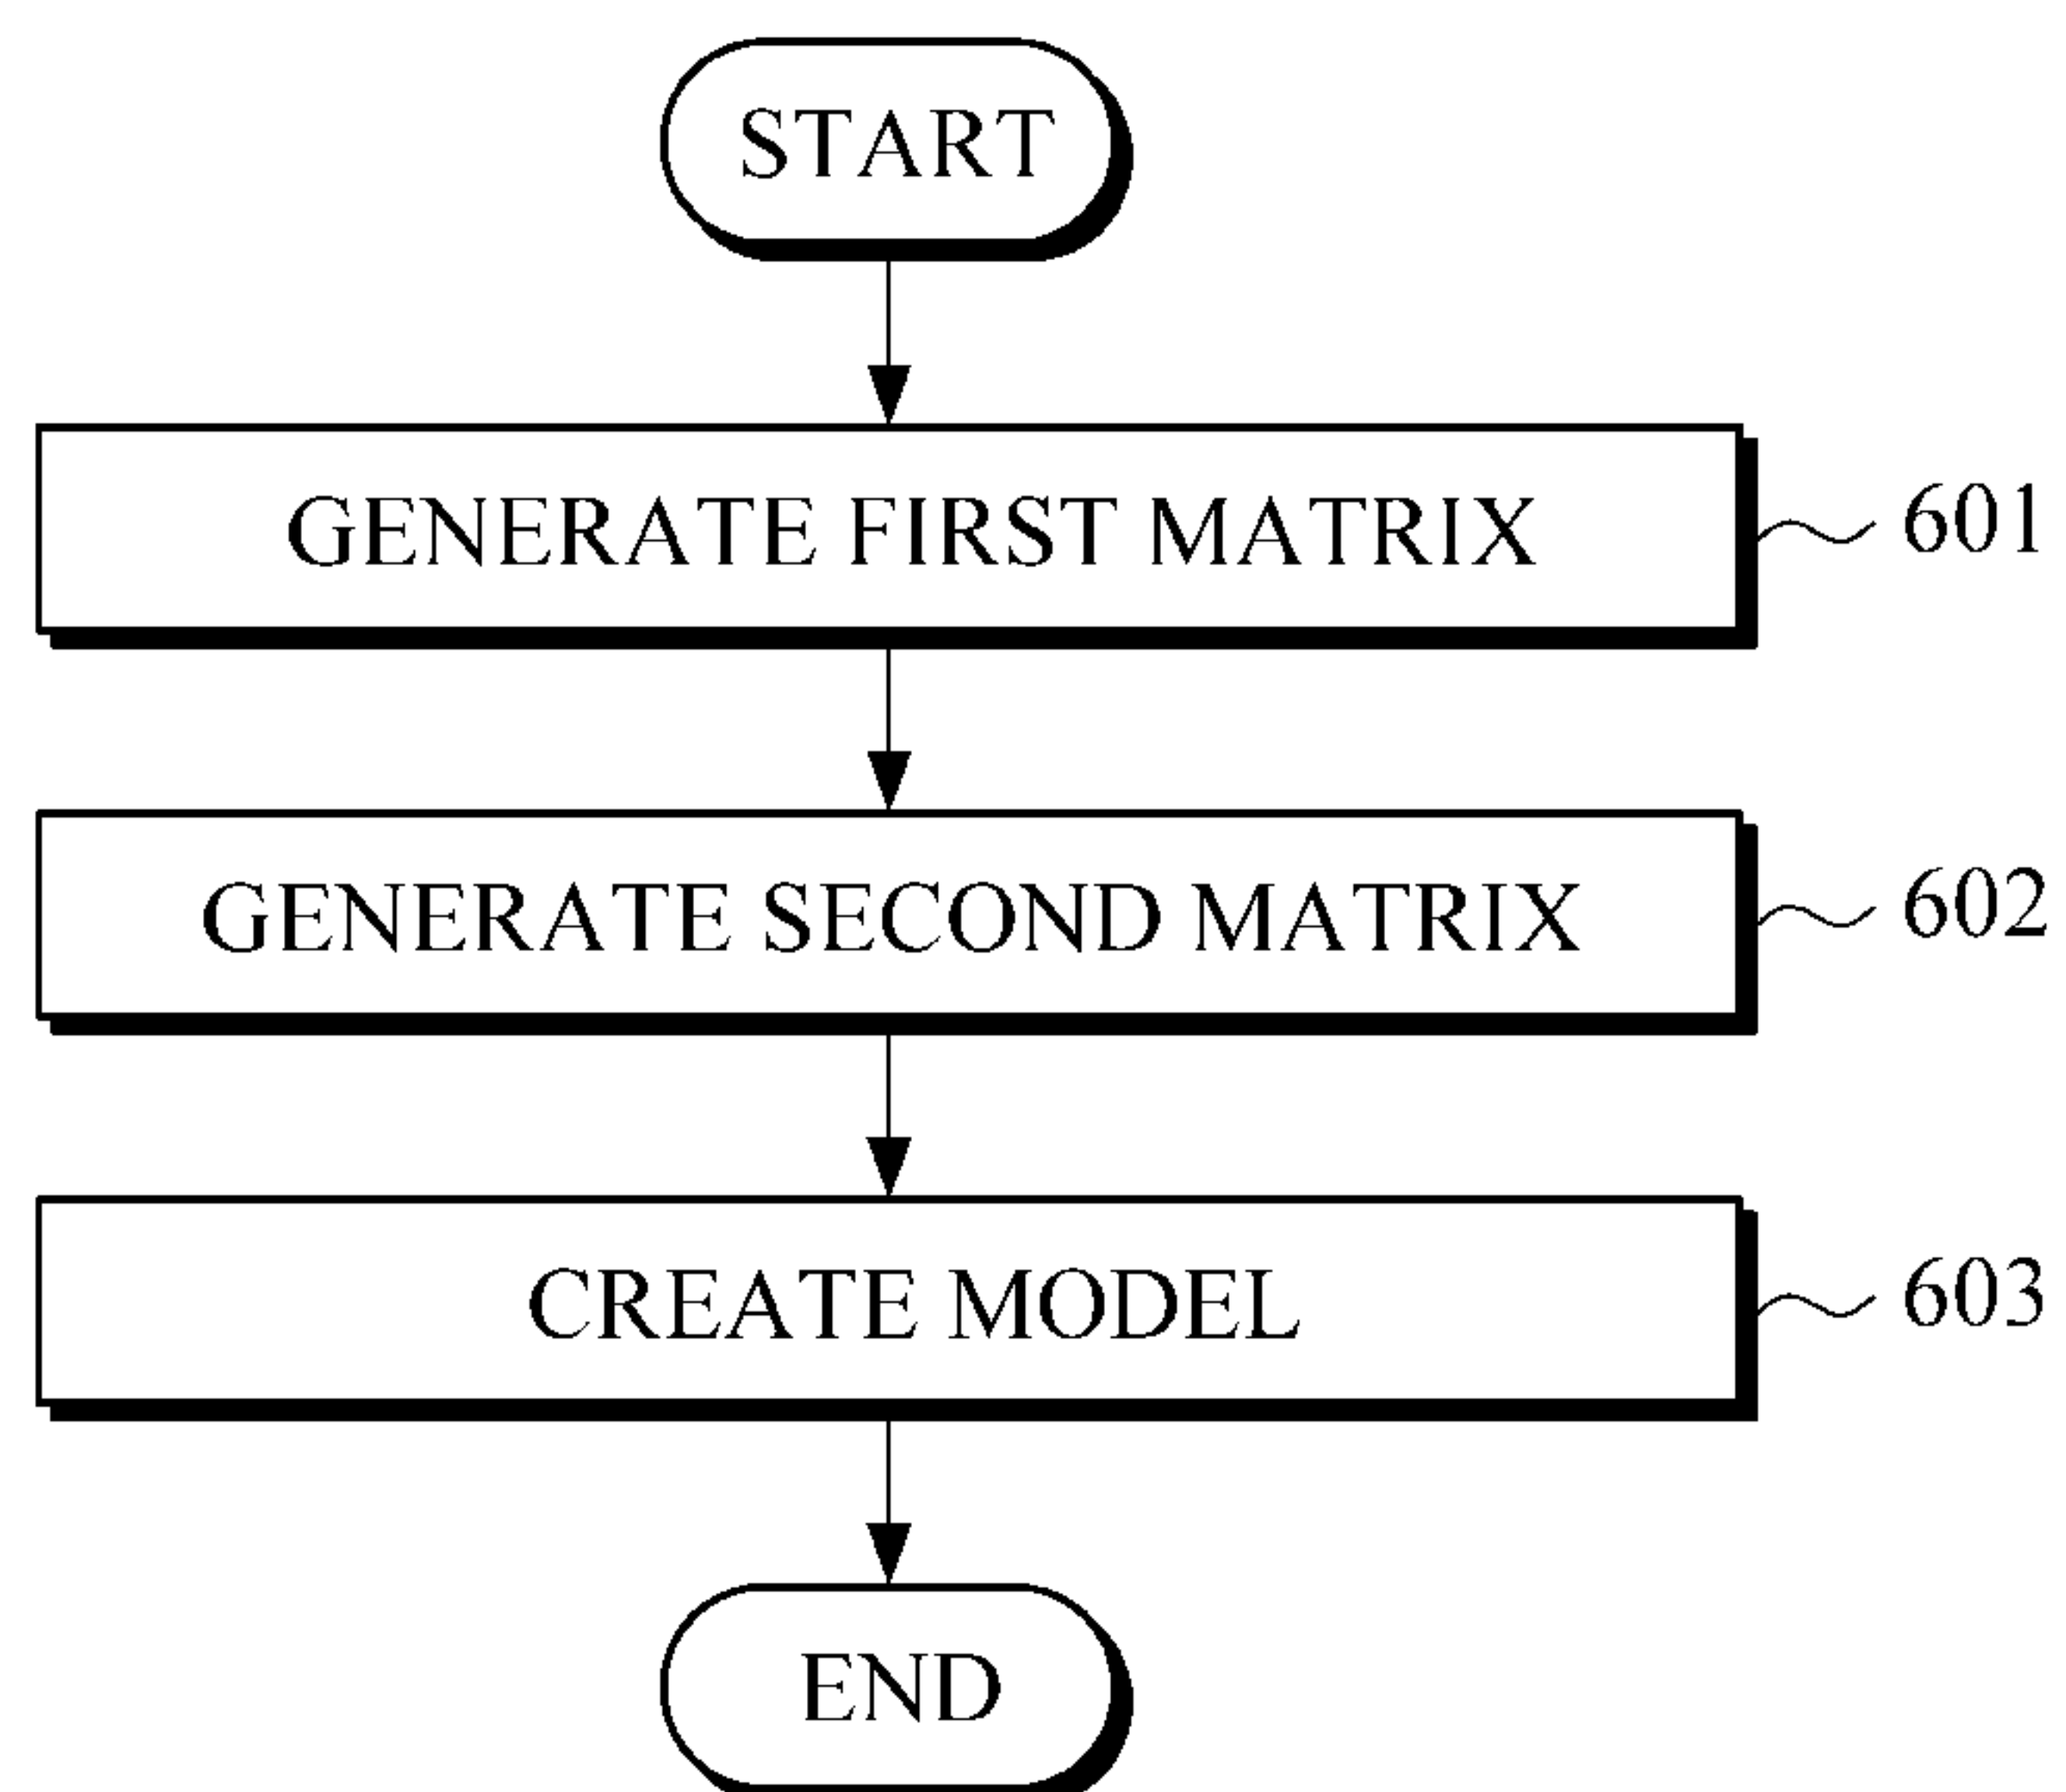 START
GENERATE FIRST MATRIX 601
GENERATE SECOND MATRIX 602
CREATE MODEL 603
END